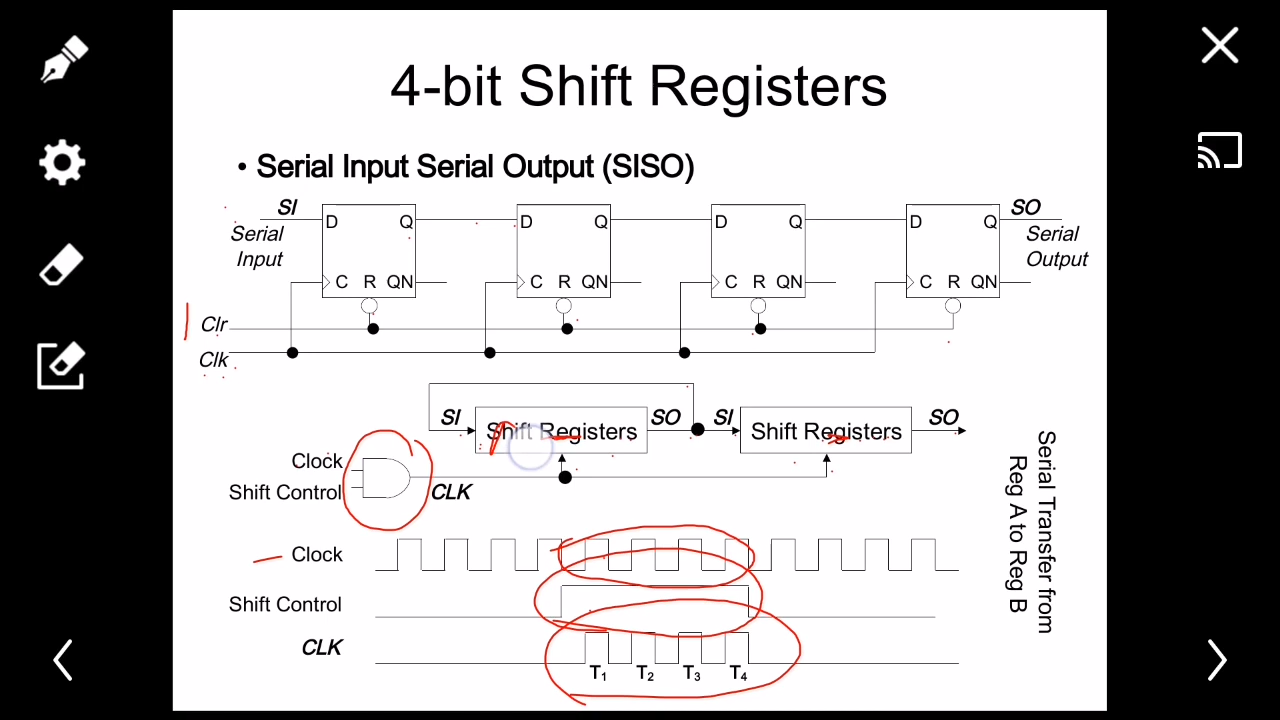 4-bit Shift Registers
• Serial Input Serial Output (SISO)
SI SO
D Q D Q D Q D Q
Serial Input
Serial Output
C R QN C R QN C R QN C R QN
Clr
Clk
SI Shift Registers SO SI Shift Registers SO
Clock
Shift Control
CLK
Serial Transfer from
Reg A to Reg B
Clock
Shift Control
CLK
T1 T2 T3 T4